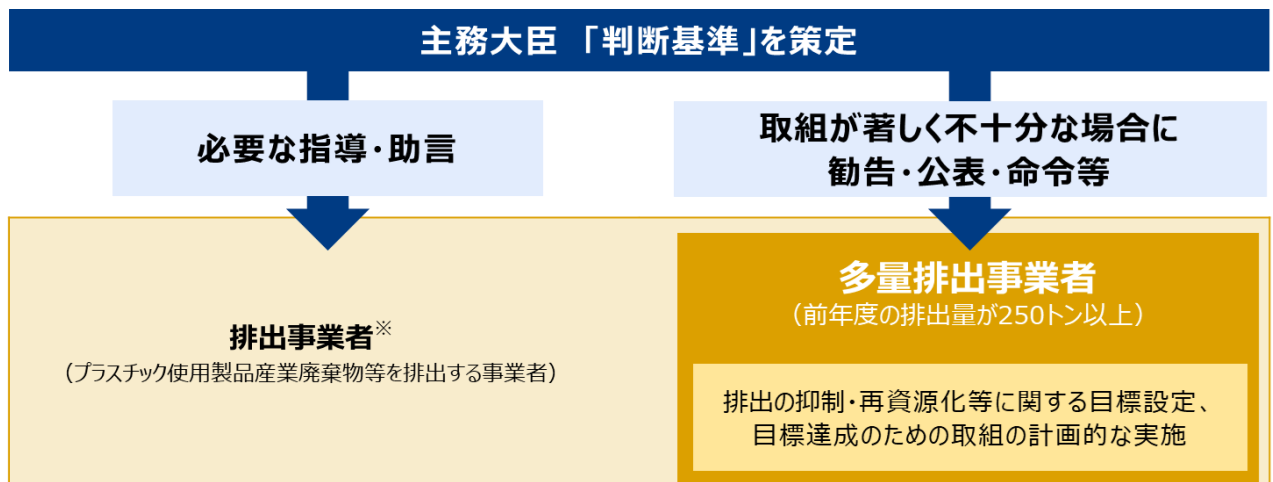 主務大臣 「判断基準」を策定
必要な指導・助言
取組が著しく不十分な場合に
勧告・公表・命令等
排出事業者※
（プラスチック使用製品産業廃棄物等を排出する事業者）
多量排出事業者
（前年度の排出量が250トン以上）
排出の抑制・再資源化等に関する目標設定、
目標達成のための取組の計画的な実施